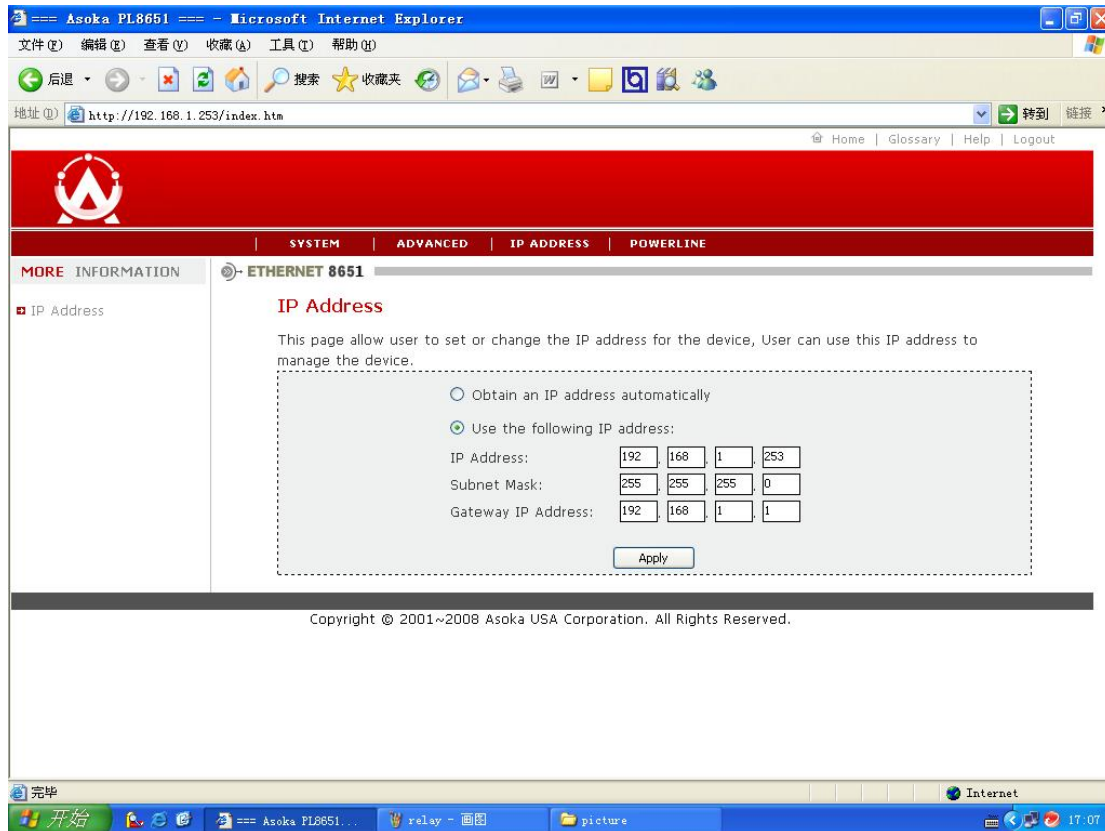 === Asoka PL8651 === - Microsoft Internet Explorer
文件(F) 编辑(E) 查看(V) 收藏(A) 工具(T) 帮助(H)
后退 搜索 收藏夹
地址(D) http://192.168.1.253/index.htm 转到 链接
Home | Glossary | Help | Logout
| SYSTEM | ADVANCED | IP ADDRESS | POWERLINE
MORE INFORMATION
IP Address
ETHERNET 8651
IP Address
This page allow user to set or change the IP address for the device, User can use this IP address to
manage the device.
Obtain an IP address automatically
Use the following IP address:
IP Address: 192 . 168 . 1 . 253
Subnet Mask: 255 . 255 . 255 . 0
Gateway IP Address: 192 . 168 . 1 . 1
Apply
Copyright © 2001~2008 Asoka USA Corporation. All Rights Reserved.
完毕 Internet
开始 === Asoka PL8651... relay - 画图 picture 17:07